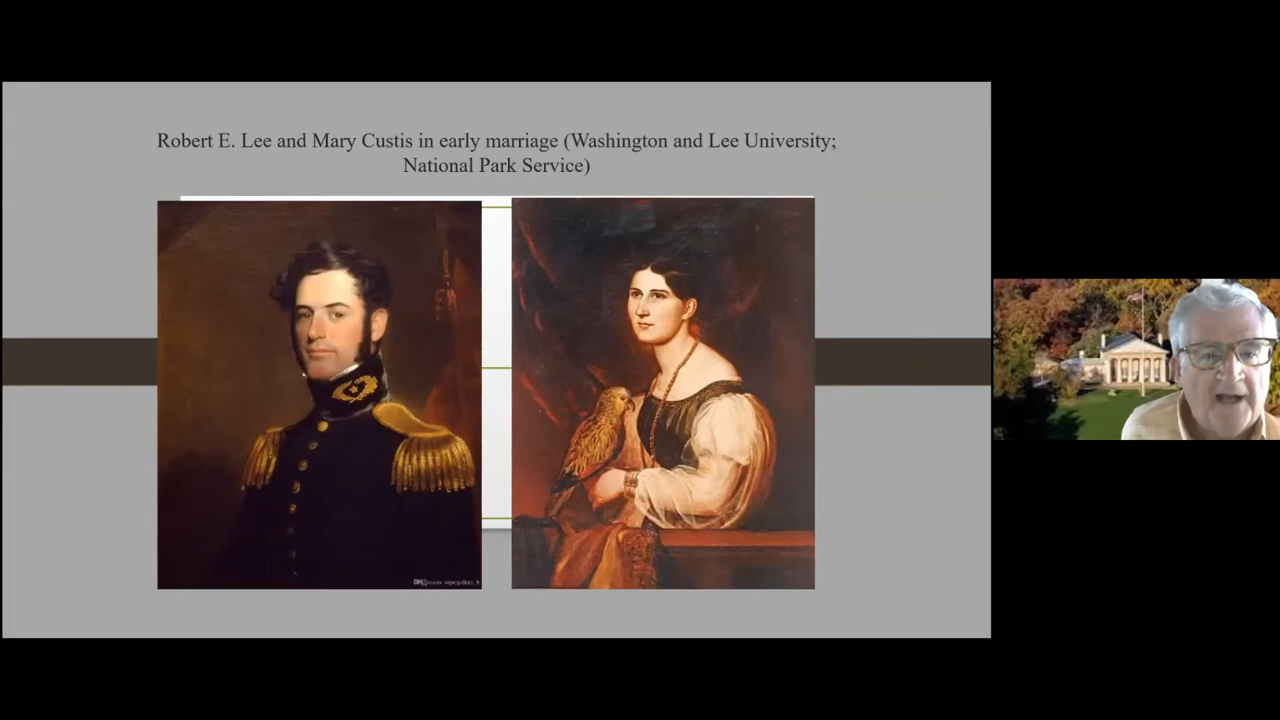 Robert E. Lee and Mary Custis in early marriage (Washington and Lee University;
National Park Service)